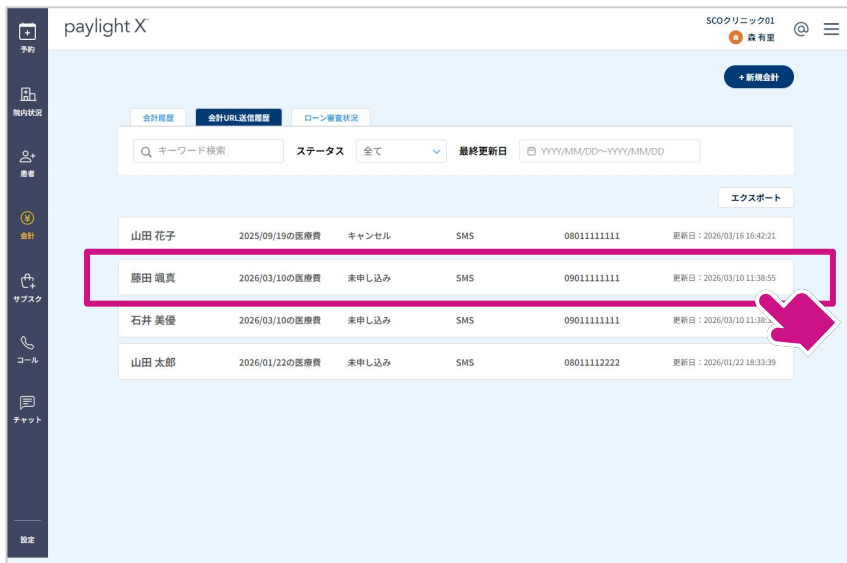 paylight X
SCOクリニック01
森
森 有里
予約
院内状況
患者
会計
サブスク
コール
チャット
設定
+新規会計
会計履歴
会計URL送信履歴
ローン審査状況
キーワード検索
ステータス
全て
最終更新日
YYYY/MM/DD〜YYYY/MM/DD
エクスポート
山田 花子 2025/09/19の医療費 キャンセル SMS 08011111111 更新日：2026/03/16 16:42:21
藤田 颯真 2026/03/10の医療費 未申し込み SMS 09011111111 更新日：2026/03/10 11:38:55
石井 美優 2026/03/10の医療費 未申し込み SMS 09011111111 更新日：2026/03/10
山田 太郎 2026/01/22の医療費 未申し込み SMS 08011112222 更新日：2026/01/22 18:33:39